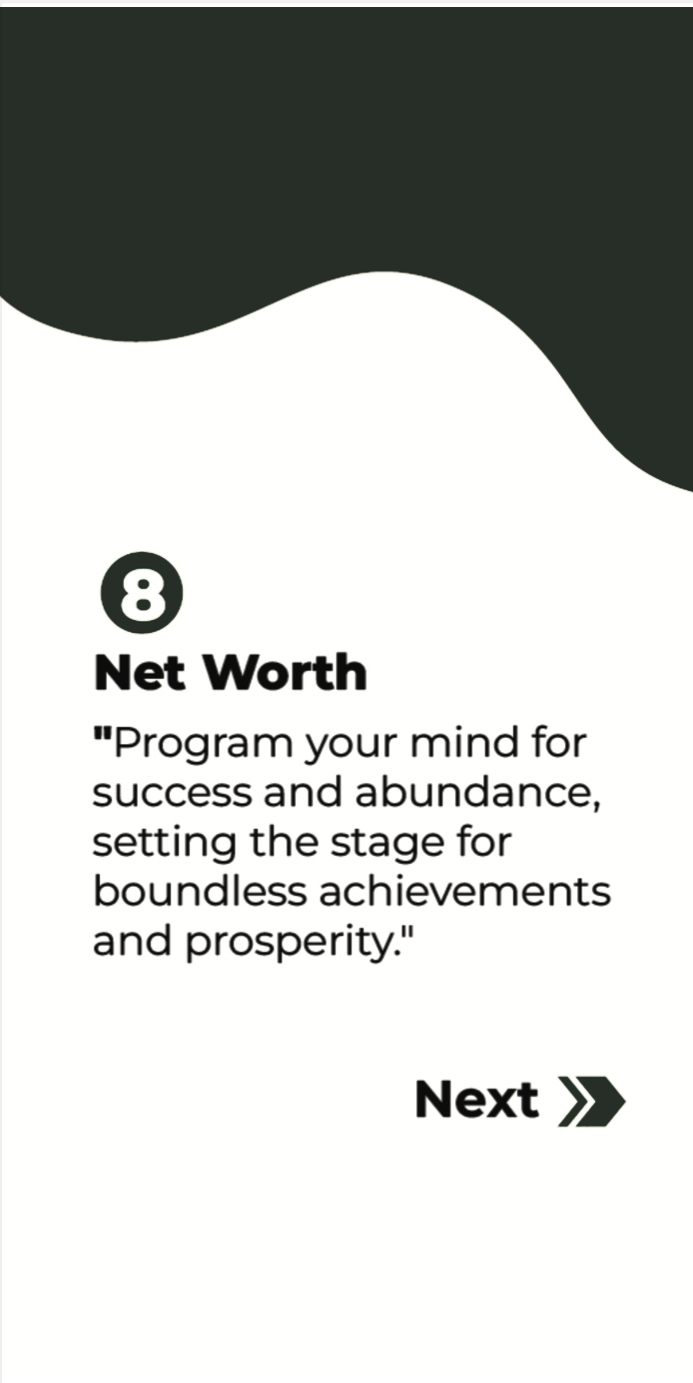 8
Net Worth
"Program your mind for
success and abundance,
setting the stage for
boundless achievements
and prosperity."
Next